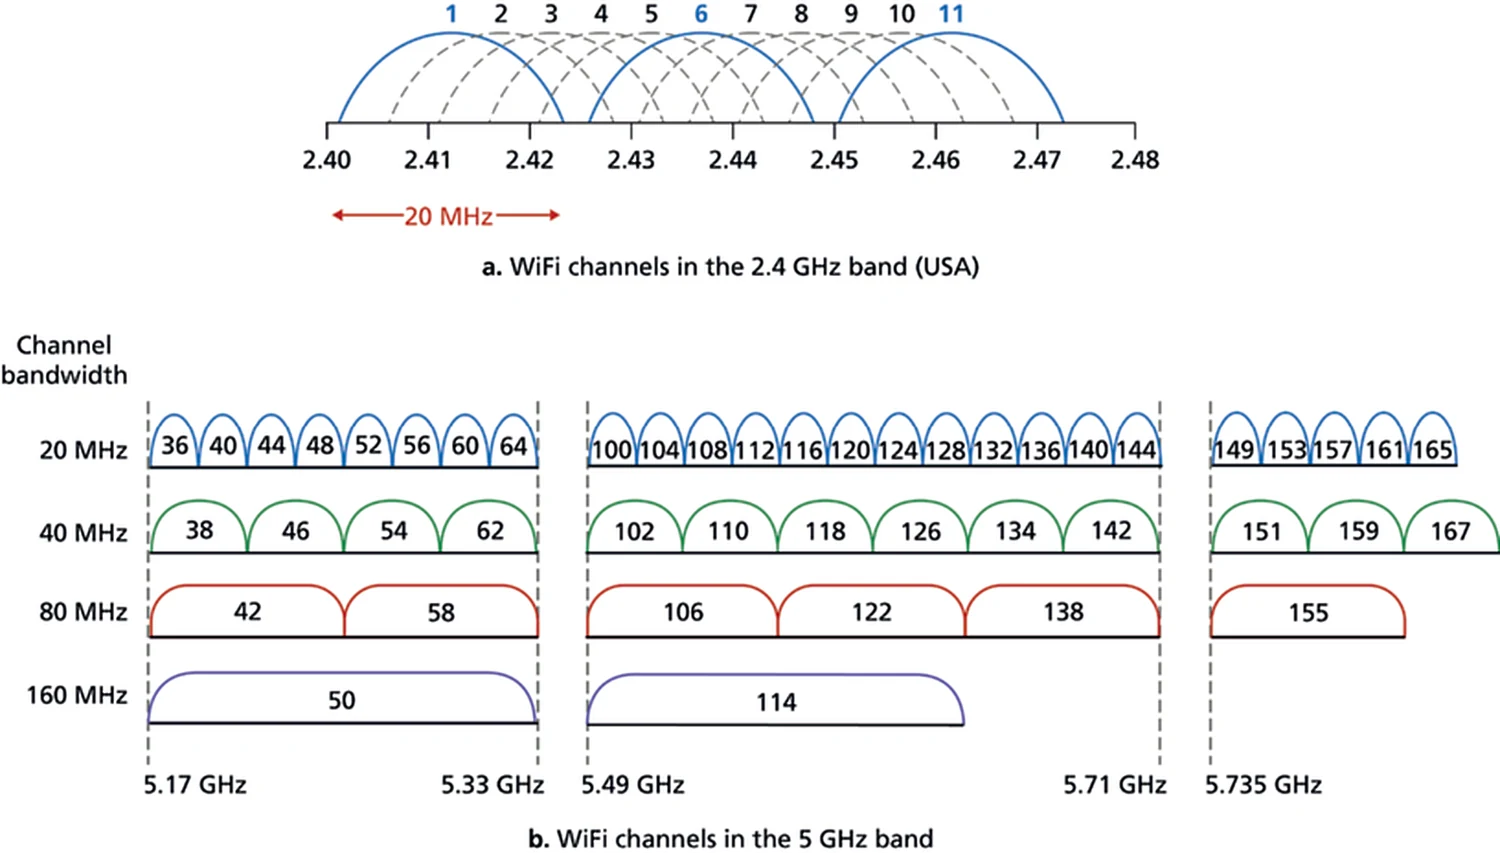 1 2 3 4 5 6 7 8 9 10 11
2.40 2.41 2.42 2.43 2.44 2.45 2.46 2.47 2.48
20 MHz
a. WiFi channels in the 2.4 GHz band (USA)
Channel
bandwidth
20 MHz 36 40 44 48 52 56 60 64 100 104 108 112 116 120 124 128 132 136 140 144 149 153 157 161 165
40 MHz 38 46 54 62 102 110 118 126 134 142 151 159 167
80 MHz 42 58 106 122 138 155
160 MHz 50 114
5.17 GHz 5.33 GHz 5.49 GHz 5.71 GHz 5.735 GHz
b. WiFi channels in the 5 GHz band